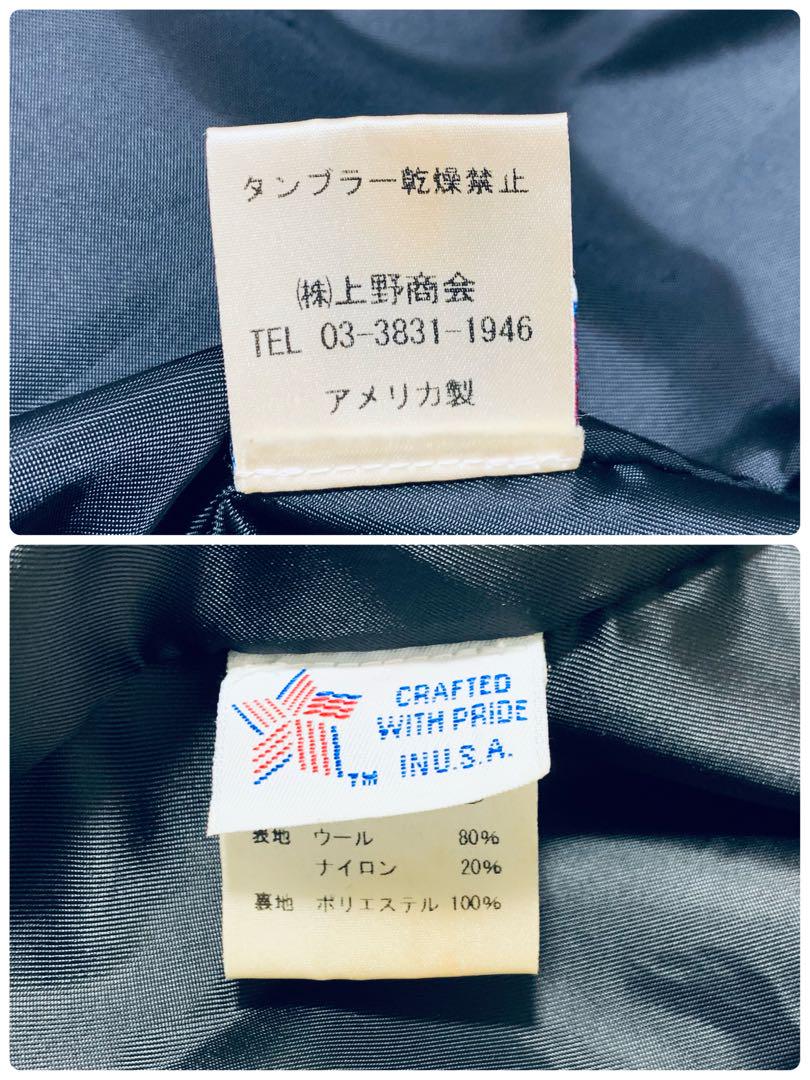 タンブラー乾燥禁止
㈱上野商会
TEL 03-3831-1946
アメリカ製
CRAFTED
WITH PRIDE
IN U.S.A.
TM
表地 ウール 80%
ナイロン 20%
裏地 ポリエステル 100%